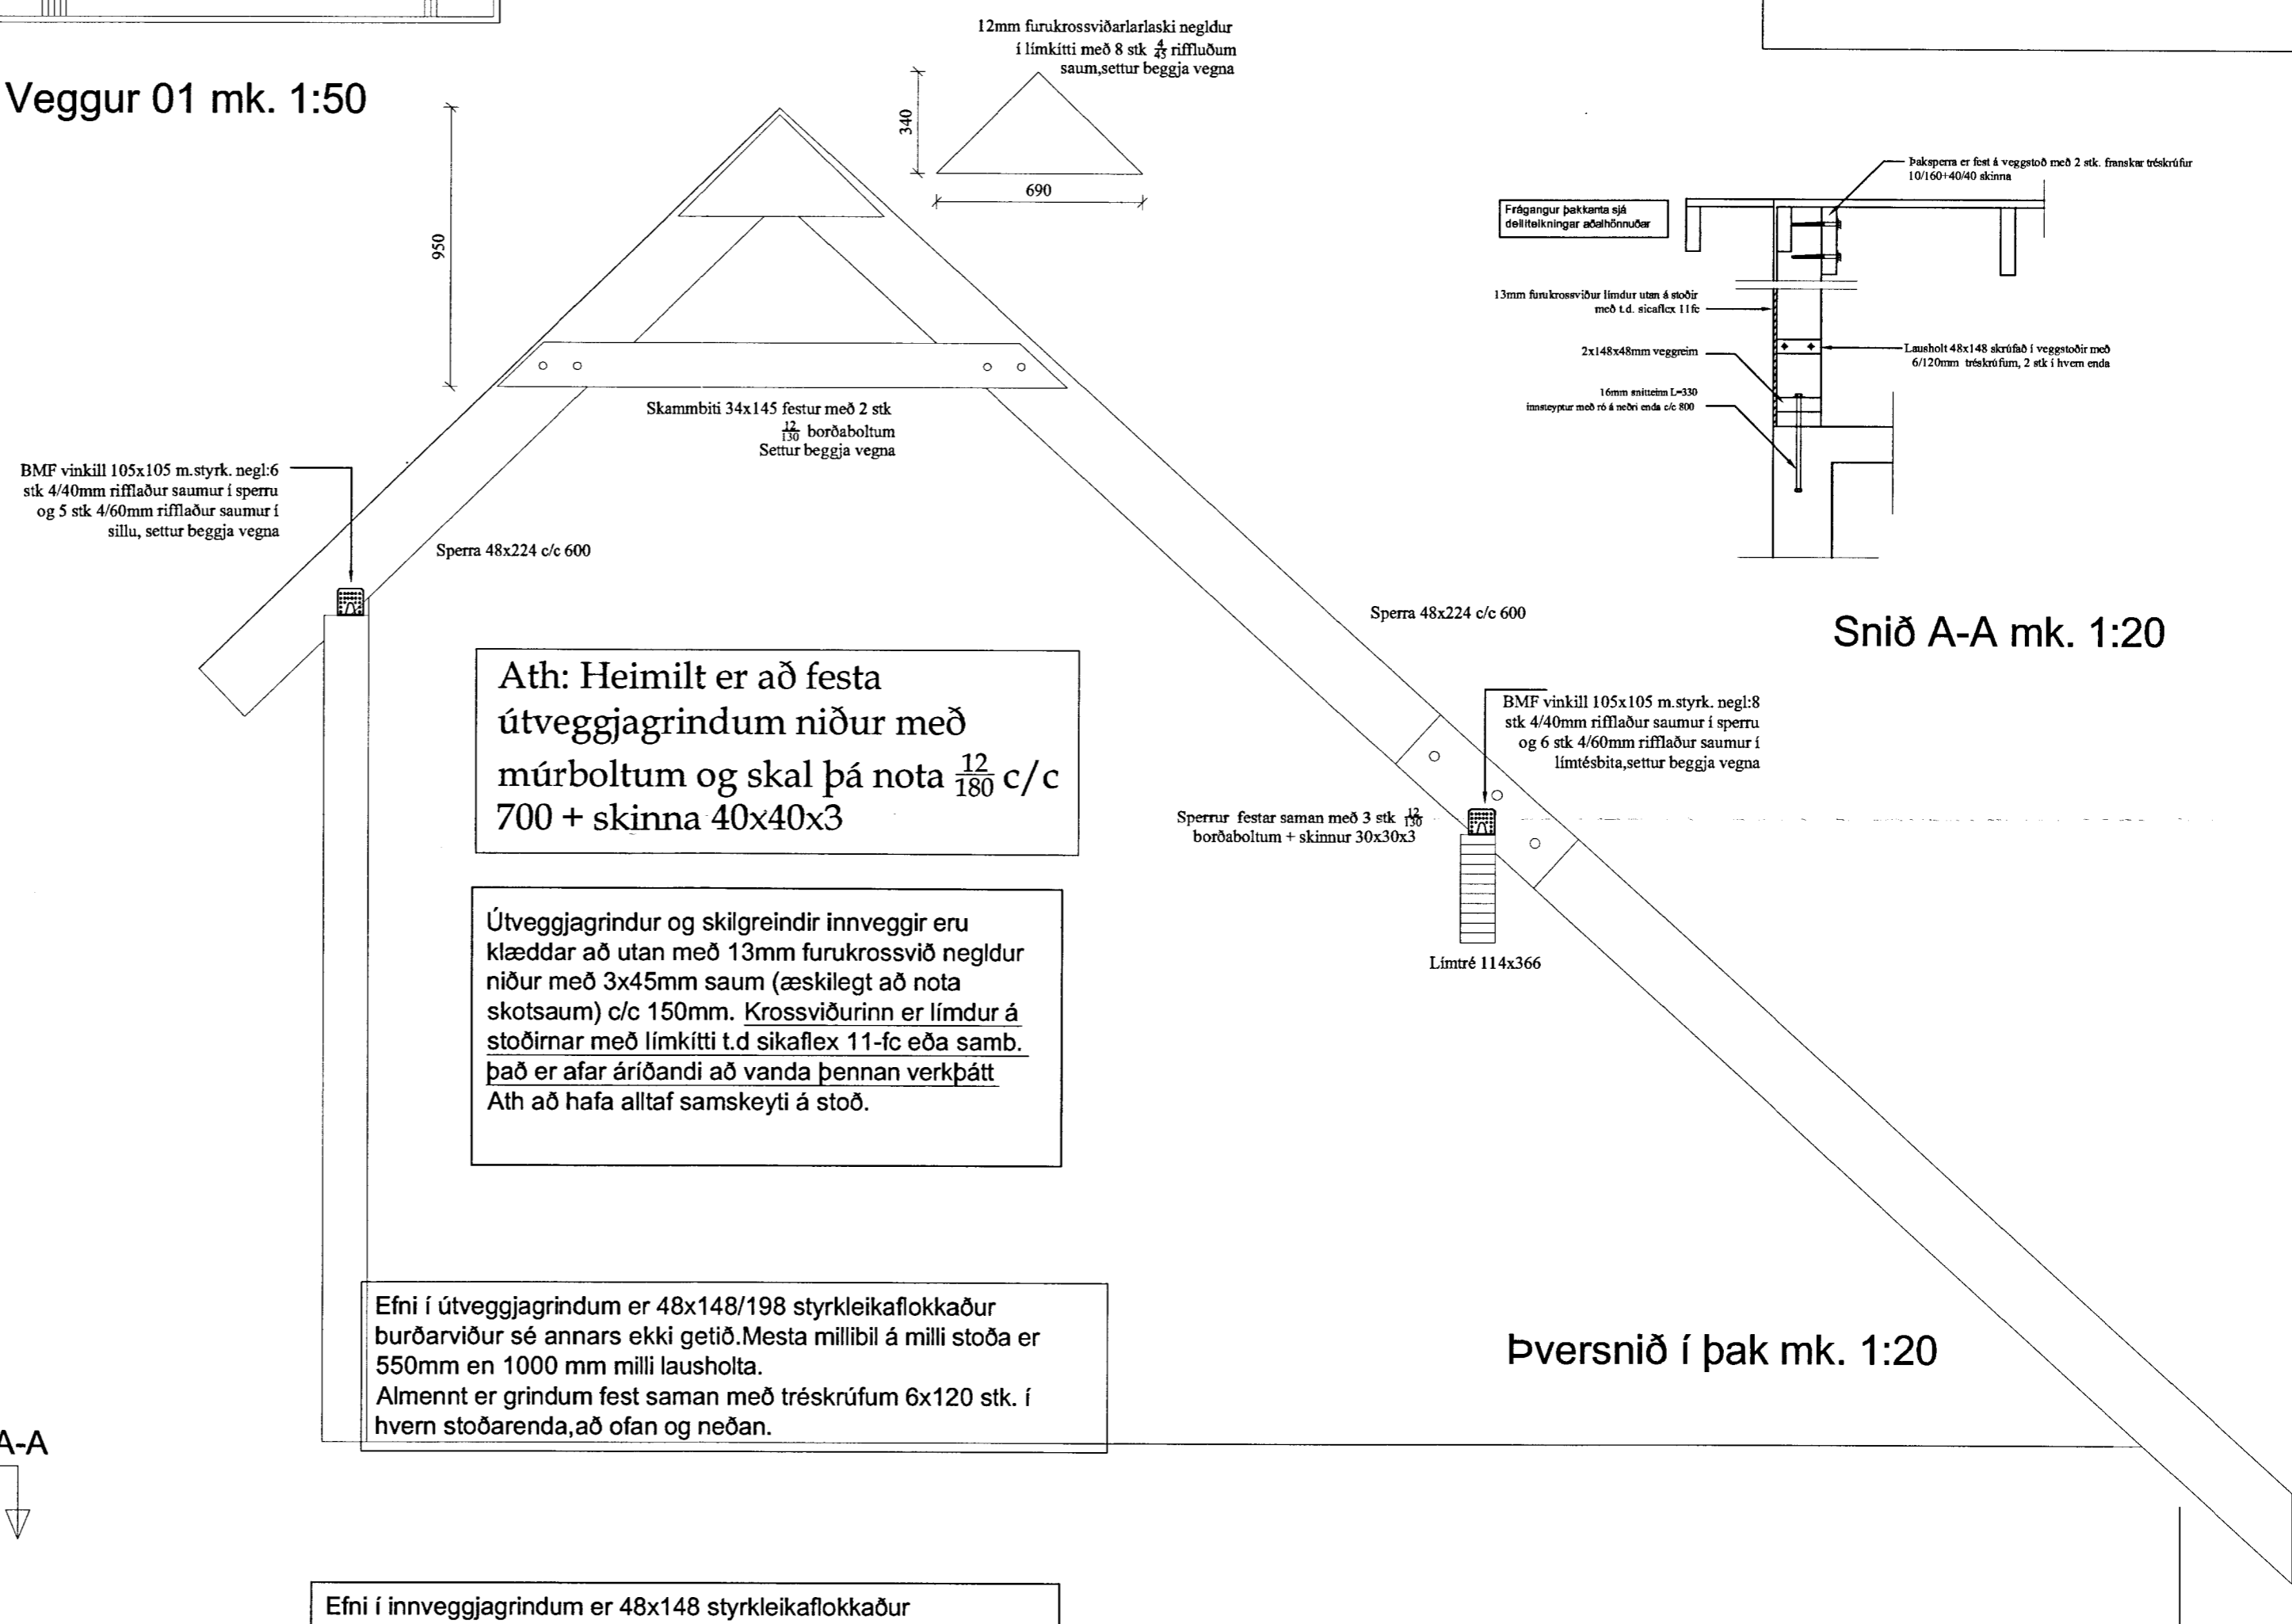 Veggur 01 mk. 1:50
12mm furukrossviðarlarlaski negldur
í límkítti með 8 stk 4/45 riffluðum
saum,settur beggja vegna
340
690
950
Skammbiti 34x145 festur með 2 stk
12/130 borðaboltum
Settur beggja vegna
BMF vinkill 105x105 m.styrk. negl:6
stk 4/40mm rifflaður saumur í sperru
og 5 stk 4/60mm rifflaður saumur í
sillu, settur beggja vegna
Sperra 48x224 c/c 600
Þaksperra er fest á veggstoð með 2 stk. franskar tréskrúfur
10/160+40/40 skinna
Frágangur þakkanta sjá
deiliteikningar aðalhönnuðar
13mm furukrossviður límdur utan á stoðir
með t.d. sicaflex 11fc
2x148x48mm veggreim
Lausholt 48x148 skrúfað í veggstoðir með
6/120mm tréskrúfum, 2 stk í hvern enda
16mm snitteinn L=330
innsteyptur með ró á neðri enda c/c 800
Snið A-A mk. 1:20
Sperra 48x224 c/c 600
BMF vinkill 105x105 m.styrk. negl:8
stk 4/40mm rifflaður saumur í sperru
og 6 stk 4/60mm rifflaður saumur í
límtésbita,settur beggja vegna
Sperrur festar saman með 3 stk 12/130
borðaboltum + skinnur 30x30x3
Límtré 114x366
Ath: Heimilt er að festa
útveggjagrindum niður með
múrboltum og skal þá nota 12/180 c/c
700 + skinna 40x40x3
Útveggjagrindur og skilgreindir innveggir eru
klæddar að utan með 13mm furukrossvið negldur
niður með 3x45mm saum (æskilegt að nota
skotsaum) c/c 150mm. Krossviðurinn er límdur á
stoðirnar með límkítti t.d sikaflex 11-fc eða samb.
það er afar áríðandi að vanda þennan verkþátt
Ath að hafa alltaf samskeyti á stoð.
Efni í útveggjagrindum er 48x148/198 styrkleikaflokkaður
burðarviður sé annars ekki getið.Mesta millibil á milli stoða er
550mm en 1000 mm milli lausholta.
Almennt er grindum fest saman með tréskrúfum 6x120 stk. í
hvern stoðarenda,að ofan og neðan.
Þversnið í þak mk. 1:20
A-A
Efni í innveggjagrindum er 48x148 styrkleikaflokkaður